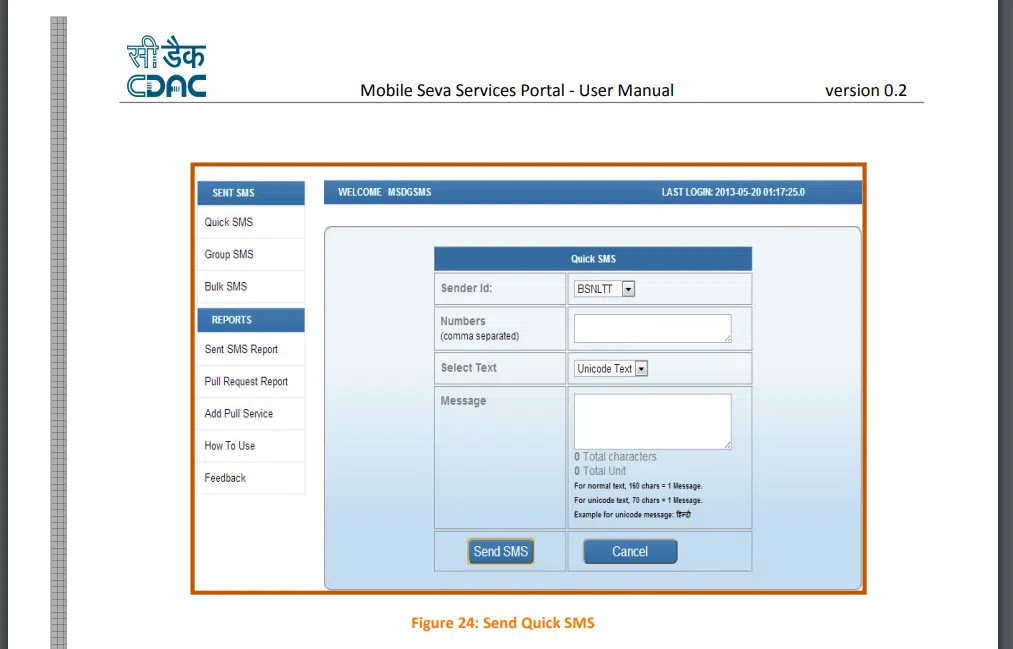 सी डैक
CDAC
Mobile Seva Services Portal - User Manual version 0.2
SENT SMS
Quick SMS
Group SMS
Bulk SMS
REPORTS
Sent SMS Report
Pull Request Report
Add Pull Service
How To Use
Feedback
WELCOME MSDGSMS LAST LOGIN: 2013-05-20 01:17:25.0
Quick SMS
Sender Id: BSNLTT
Numbers
(comma separated)
Select Text Unicode Text
Message
0 Total characters
0 Total Unit
For normal text, 160 chars = 1 Message.
For unicode text, 70 chars = 1 Message.
Example for unicode message: हिन्दी
Send SMS Cancel
Figure 24: Send Quick SMS